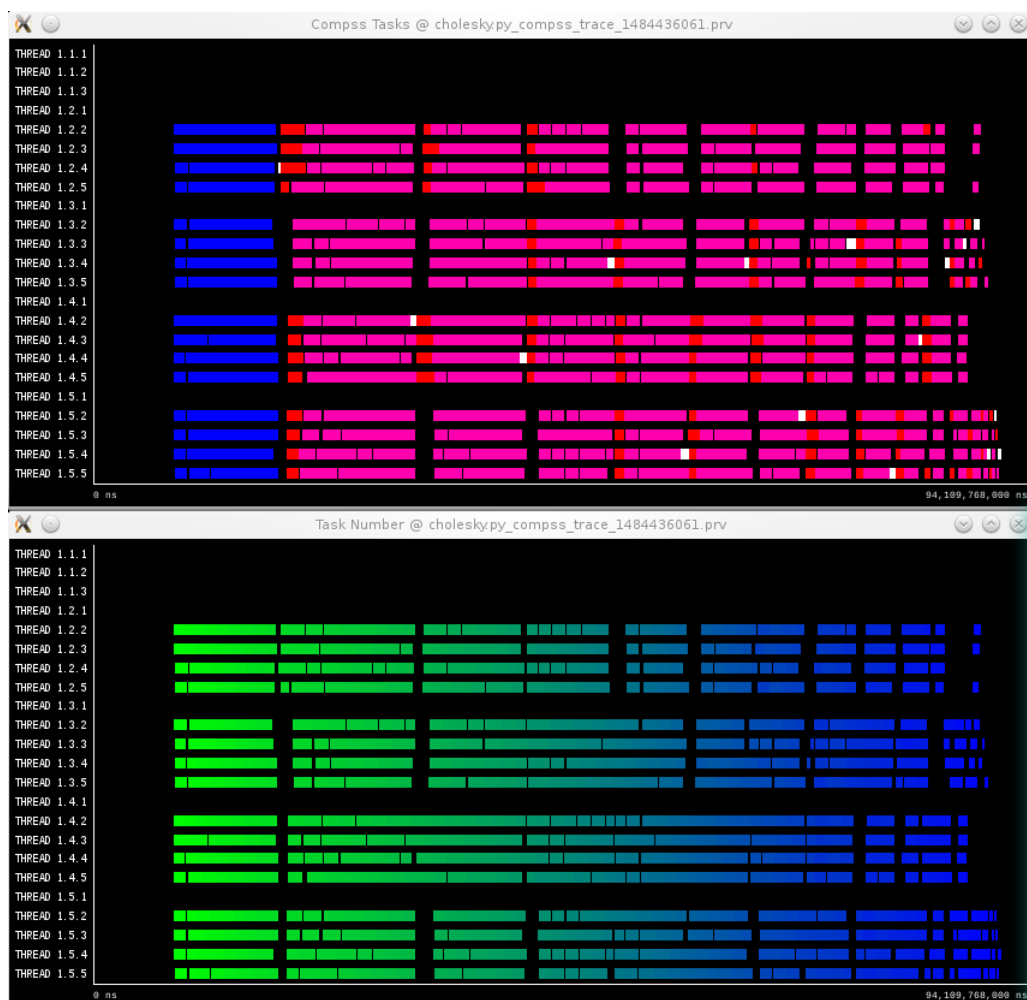 Compss Tasks @ cholesky.py_compss_trace_1484436061.prv
THREAD 1.1.1
THREAD 1.1.2
THREAD 1.1.3
THREAD 1.2.1
THREAD 1.2.2
THREAD 1.2.3
THREAD 1.2.4
THREAD 1.2.5
THREAD 1.3.1
THREAD 1.3.2
THREAD 1.3.3
THREAD 1.3.4
THREAD 1.3.5
THREAD 1.4.1
THREAD 1.4.2
THREAD 1.4.3
THREAD 1.4.4
THREAD 1.4.5
THREAD 1.5.1
THREAD 1.5.2
THREAD 1.5.3
THREAD 1.5.4
THREAD 1.5.5
0 ns 94,109,768,000 ns
Task Number @ cholesky.py_compss_trace_1484436061.prv
THREAD 1.1.1
THREAD 1.1.2
THREAD 1.1.3
THREAD 1.2.1
THREAD 1.2.2
THREAD 1.2.3
THREAD 1.2.4
THREAD 1.2.5
THREAD 1.3.1
THREAD 1.3.2
THREAD 1.3.3
THREAD 1.3.4
THREAD 1.3.5
THREAD 1.4.1
THREAD 1.4.2
THREAD 1.4.3
THREAD 1.4.4
THREAD 1.4.5
THREAD 1.5.1
THREAD 1.5.2
THREAD 1.5.3
THREAD 1.5.4
THREAD 1.5.5
0 ns 94,109,768,000 ns